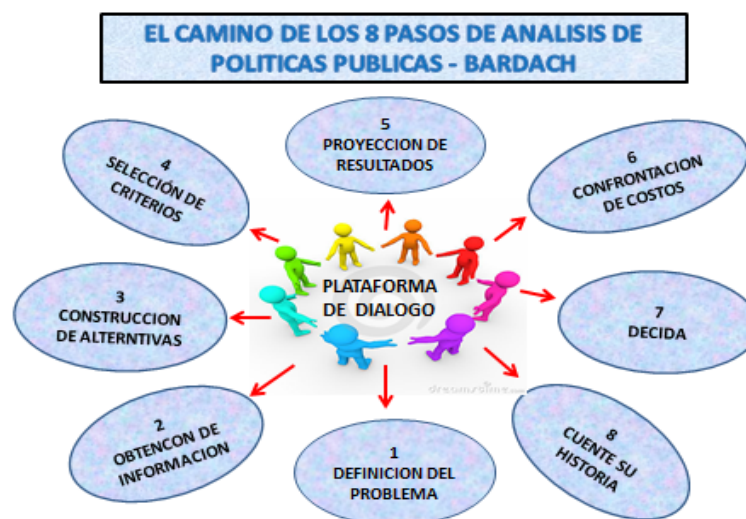 EL CAMINO DE LOS 8 PASOS DE ANALISIS DE
POLITICAS PUBLICAS - BARDACH
5
PROYECCION DE
RESULTADOS
4
SELECCIÓN DE
CRITERIOS
6
CONFRONTACION
DE COSTOS
3
CONSTRUCCION
DE ALTERNTIVAS
PLATAFORMA
DE DIALOGO
7
DECIDA
2
OBTENCON DE
INFORMACION
1
DEFINICION DEL
PROBLEMA
8
CUENTE SU
HISTORIA